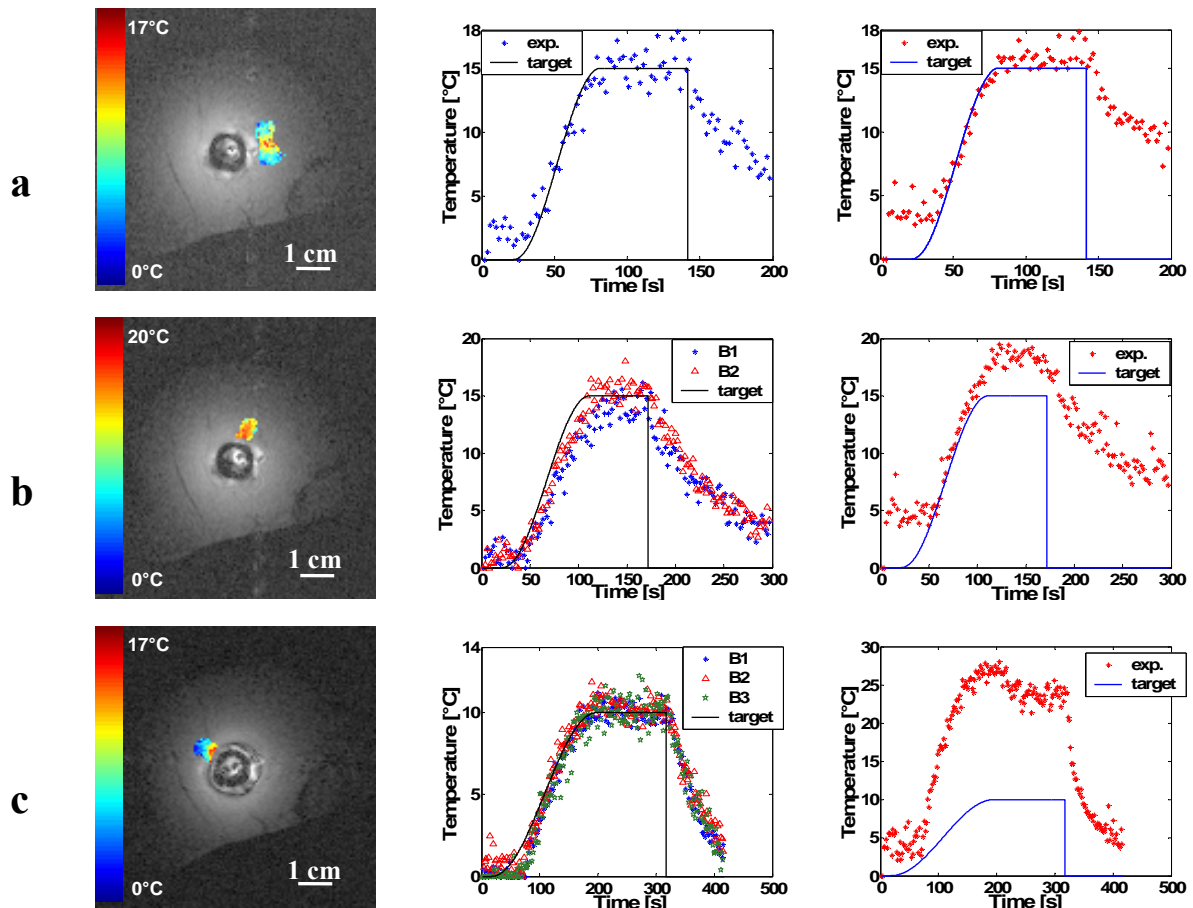 a
17°C
0°C
1 cm
exp.
target
Temperature [°C]
18
15
10
5
0
0 50 100 150 200
Time [s]
exp.
target
Temperature [°C]
18
15
10
5
0
50 100 150 200
Time [s]
b
20°C
0°C
1 cm
B1
B2
target
Temperature [°C]
20
15
10
5
0
0 50 100 150 200 250 300
Time [s]
exp.
target
Temperature [°C]
20
15
10
5
0
0 50 100 150 200 250 300
Time [s]
c
17°C
0°C
1 cm
B1
B2
B3
target
Temperature [°C]
14
10
5
0
0 100 200 300 400 500
Time [s]
exp.
target
Temperature [°C]
30
25
20
15
10
5
0
0 100 200 300 400 500
Time [s]